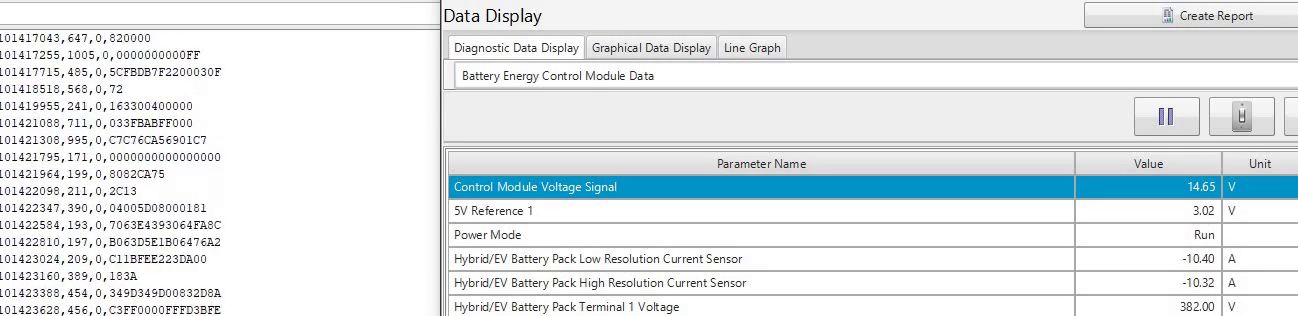 101417043,647,0,820000
101417255,1005,0,0000000000FF
101417715,485,0,5CFBDB7F2200030F
101418518,568,0,72
101419955,241,0,163300400000
101421088,711,0,033FBABFF000
101421308,995,0,C7C76CA56901C7
101421795,171,0,0000000000000000
101421964,199,0,8082CA75
101422098,211,0,2C13
101422347,390,0,04005D08000181
101422584,193,0,7063E4393064FA8C
101422810,197,0,B063D5E1B06476A2
101423024,209,0,C11BFEE223DA00
101423160,389,0,183A
101423388,454,0,349D349D00832D8A
101423628,456,0,C3FF0000FFFD3BFE
Data Display
Create Report
Diagnostic Data Display Graphical Data Display Line Graph
Battery Energy Control Module Data
Parameter Name Value Unit
Control Module Voltage Signal 14.65 V
5V Reference 1 3.02 V
Power Mode Run
Hybrid/EV Battery Pack Low Resolution Current Sensor -10.40 A
Hybrid/EV Battery Pack High Resolution Current Sensor -10.32 A
Hybrid/EV Battery Pack Terminal 1 Voltage 382.00 V